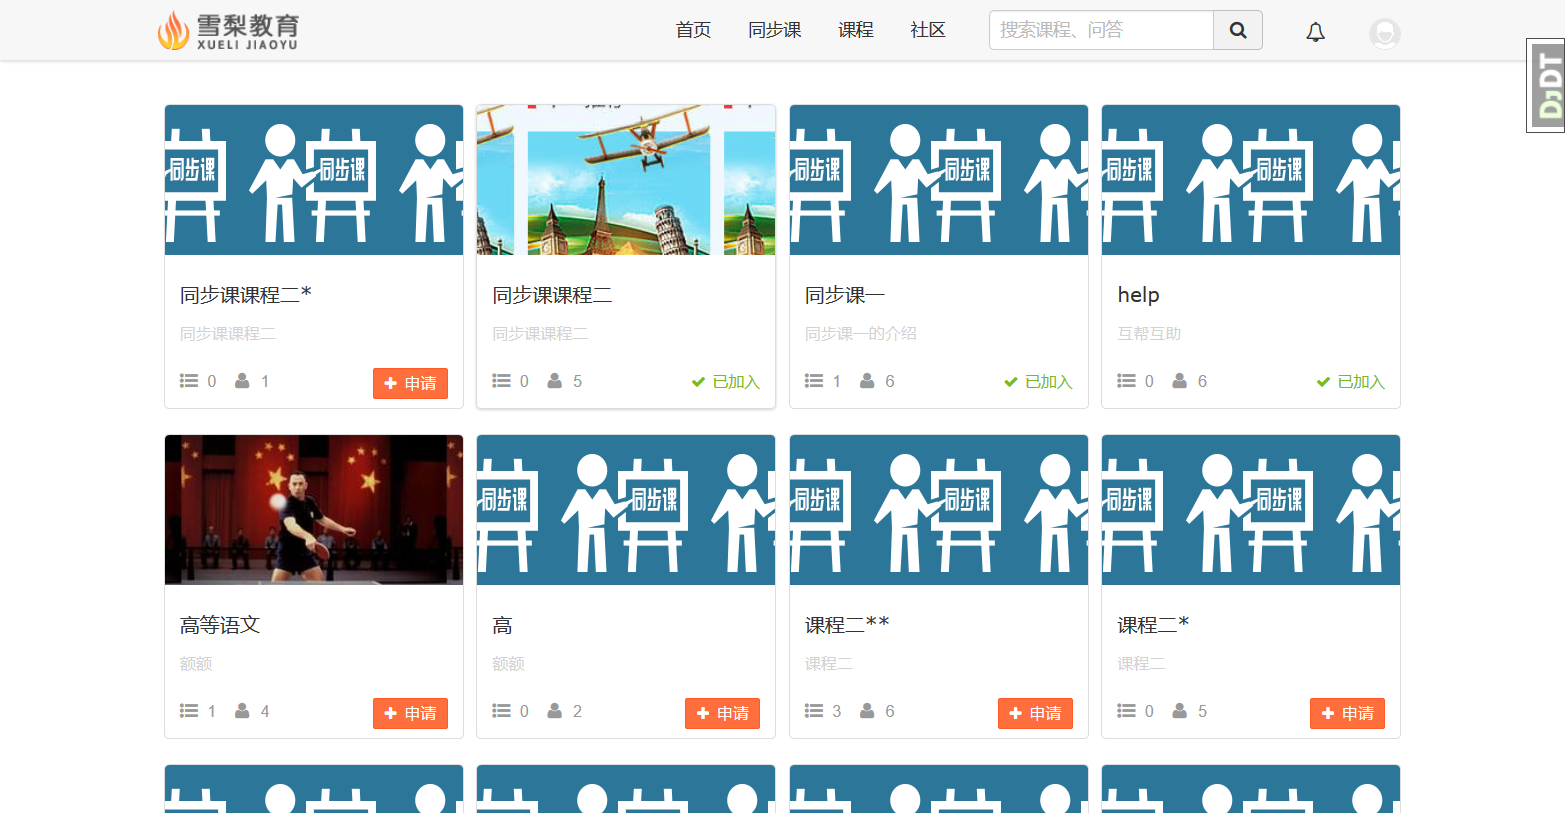 雪梨教育
XUELI JIAOYU
首页 同步课 课程 社区
搜索课程、问答
DJDT
同步课 同步课
同步课 同步课
同步课 同步课
同步课课程二*
同步课课程二
0 1 申请
同步课课程二
同步课课程二
0 5 已加入
同步课一
同步课一的介绍
1 6 已加入
help
互帮互助
0 6 已加入
同步课 同步课
同步课 同步课
同步课 同步课
高等语文
额额
1 4 申请
高
额额
0 2 申请
课程二**
课程二
3 6 申请
课程二*
课程二
0 5 申请